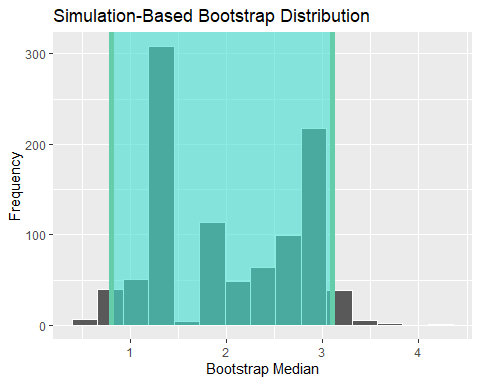 Simulation-Based Bootstrap Distribution
Frequency
300
200
100
0
1 2 3 4
Bootstrap Median